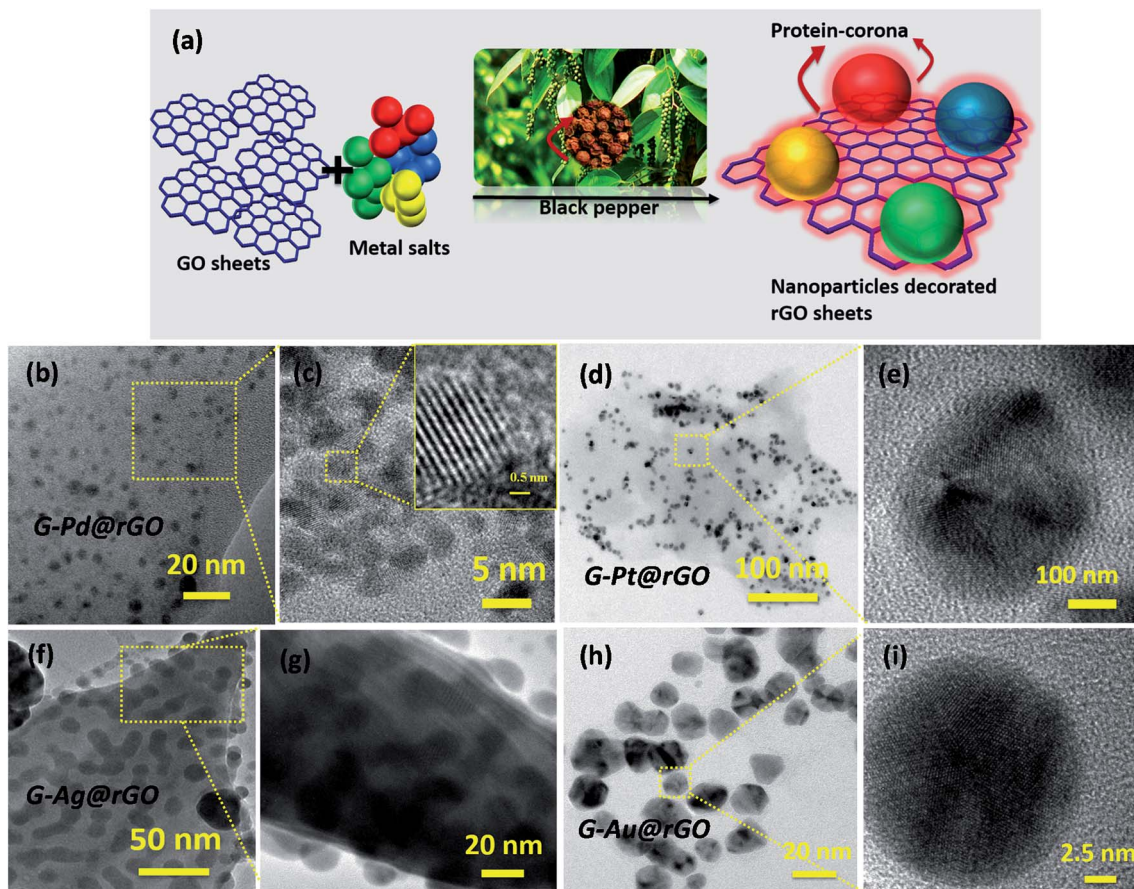 (a)
Protein-corona
GO sheets
+
Metal salts
Black pepper
Nanoparticles decorated
rGO sheets
(b)
G-Pd@rGO
20 nm
(c)
0.5 nm
5 nm
(d)
G-Pt@rGO
100 nm
(e)
100 nm
(f)
G-Ag@rGO
50 nm
(g)
20 nm
(h)
G-Au@rGO
20 nm
(i)
2.5 nm